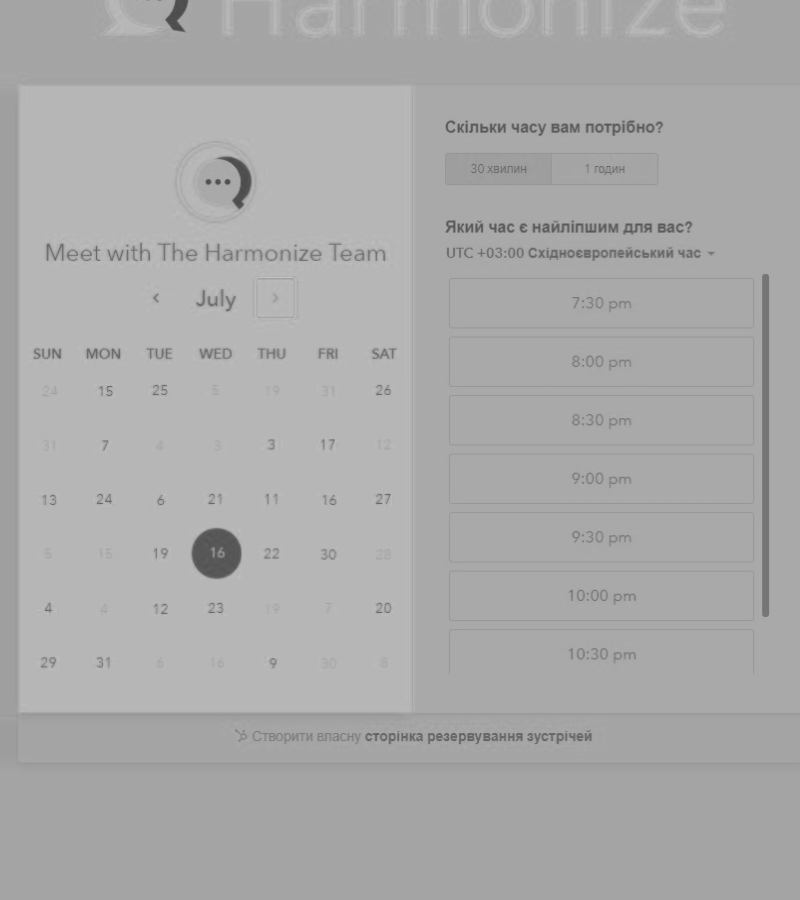 Harmonize
Meet with The Harmonize Team
July
SUN MON TUE WED THU FRI SAT
24 15 25 5 19 31 26
31 7 4 3 3 17 12
13 24 6 21 11 16 27
5 15 19 16 22 30 28
4 4 12 23 19 7 20
29 31 6 16 9 30 8
Скільки часу вам потрібно?
30 хвилин 1 годин
Який час є найліпшим для вас?
UTC +03:00 Східноєвропейський час
7:30 pm
8:00 pm
8:30 pm
9:00 pm
9:30 pm
10:00 pm
10:30 pm
Створити власну сторінка резервування зустрічей